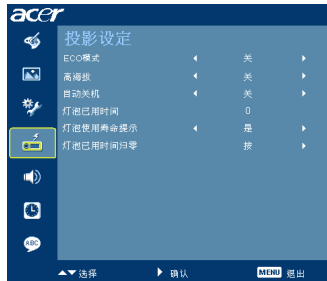 acer
投影设定
ECO模式 关
高海拔 关
自动关机 关
灯泡已用时间 0
灯泡使用寿命提示 是
灯泡已用时间归零 按
ABC
选择 确认 MENU 退出